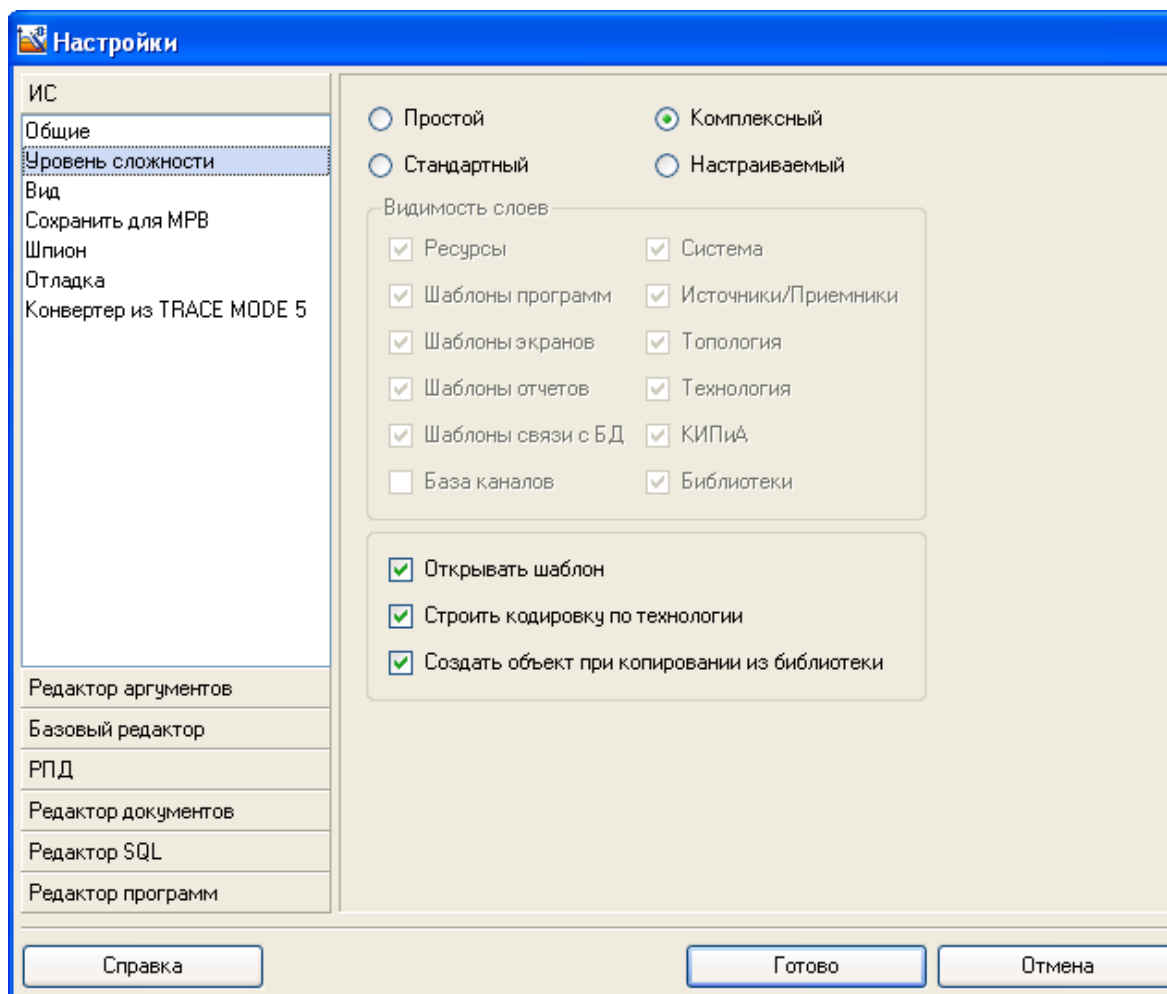 Настройки
ИС
Общие
Уровень сложности
Вид
Сохранить для МРВ
Шпион
Отладка
Конвертер из TRACE MODE 5
Редактор аргументов
Базовый редактор
РПД
Редактор документов
Редактор SQL
Редактор программ
Простой Комплексный
Стандартный Настраиваемый
Видимость слоев
Ресурсы Система
Шаблоны программ Источники/Приемники
Шаблоны экранов Топология
Шаблоны отчетов Технология
Шаблоны связи с БД КИПиА
База каналов Библиотеки
Открывать шаблон
Строить кодировку по технологии
Создать объект при копировании из библиотеки
Справка Готово Отмена